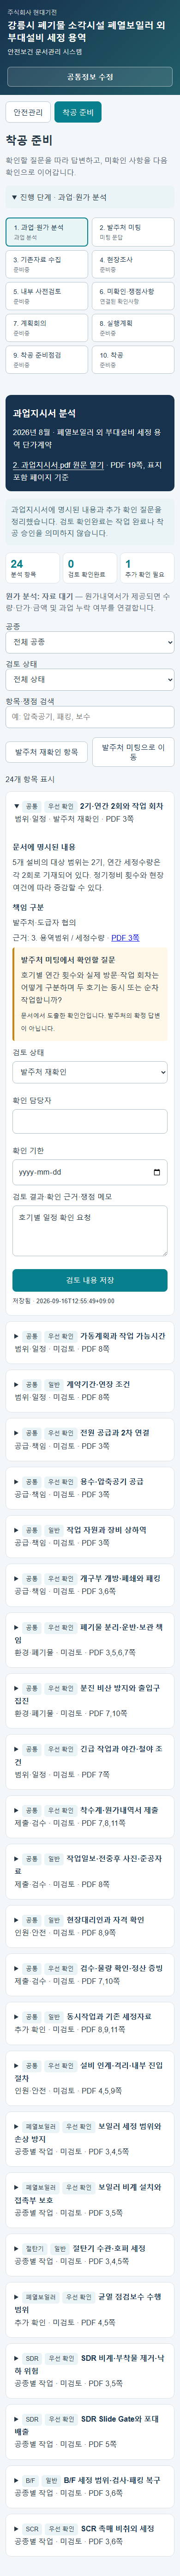 주식회사 현대기전
강릉시 폐기물 소각시설 폐열보일러 외
부대설비 세정 용역
안전보건 문서관리 시스템
공통정보 수정
안전관리
착공 준비
착공 준비
확인할 질문을 따라 답변하고, 미확인 사항을 다음
확인으로 이어갑니다.
▼ 진행 단계 · 과업·원가 분석
1. 과업·원가 분석
과업 분석
2. 발주처 미팅
미팅 문답
3. 기존자료 수집
준비중
4. 현장조사
준비중
5. 내부 사전검토
준비중
6. 미확인·쟁점사항
연결된 확인사항
7. 계획회의
준비중
8. 실행계획
준비중
9. 착공 준비점검
준비중
10. 착공
준비중
과업지시서 분석
2026년 8월 · 폐열보일러 외 부대설비 세정 용
역 단가계약
2. 과업지시서.pdf 원문 열기 · PDF 19쪽, 표지
포함 페이지 기준
과업지시서에 명시된 내용과 추가 확인 질문을
정리했습니다. 검토 확인완료는 작업 완료나 착
공 승인을 의미하지 않습니다.
24
분석 항목
0
검토 확인완료
1
추가 확인 필요
원가 분석: 자료 대기 — 원가내역서가 제공되면 수
량·단가·금액 및 과업 누락 여부를 연결합니다.
공종
전체 공종
검토 상태
전체 상태
항목·쟁점 검색
예: 압축공기, 패킹, 보수
발주처 재확인 항목
발주처 미팅으로 이
동
24개 항목 표시
▼ 공통 우선 확인 2기·연간 2회와 작업 회차
범위·일정 · 발주처 재확인 · PDF 3쪽
문서에 명시된 내용
5개 설비의 대상 범위는 2기, 연간 세정횟수은
각 2회로 기재되어 있다. 정기정비 횟수와 현장
여건에 따라 증감할 수 있다.
책임 구분
발주처·도급자 협의
근거: 3. 용역범위 / 세정횟수량 · PDF 3쪽
발주처 미팅에서 확인할 질문
호기별 연간 횟수와 실제 방문·작업 회차는
어떻게 구분하며 두 호기는 동시 또는 순차
작업합니까?
문서에서 도출한 확인안입니다. 발주처의 확정 답변
이 아닙니다.
검토 상태
발주처 재확인
확인 담당자
확인 기한
yyyy-mm-dd
검토 결과·확인 근거·쟁점 메모
호기별 일정 확인 요청
검토 내용 저장
저장됨 · 2026-09-16T12:55:49+09:00
▶ 공통 우선 확인 가동계획과 작업 가능시간
범위·일정 · 미검토 · PDF 8쪽
▶ 공통 일반 계약기간·연장 조건
범위·일정 · 미검토 · PDF 8쪽
▶ 공통 우선 확인 전원 공급과 2차 연결
공급·책임 · 미검토 · PDF 3쪽
▶ 공통 우선 확인 용수·압축공기 공급
공급·책임 · 미검토 · PDF 3쪽
▶ 공통 일반 작업 자원과 장비 상하역
공급·책임 · 미검토 · PDF 3쪽
▶ 공통 우선 확인 개구부 개방·폐쇄와 패킹
공급·책임 · 미검토 · PDF 3,6쪽
▶ 공통 우선 확인 폐기물 분리·운반·보관 책
임
환경·폐기물 · 미검토 · PDF 3,5,6,7쪽
▶ 공통 우선 확인 분진 비산 방지와 출입구
집진
환경·폐기물 · 미검토 · PDF 7,10쪽
▶ 공통 우선 확인 긴급 작업과 야간·철야 조
건
범위·일정 · 미검토 · PDF 7쪽
▶ 공통 우선 확인 착수계·원가내역서 제출
제출·검수 · 미검토 · PDF 7,8,11쪽
▶ 공통 일반 작업일보·전중후 사진·준공자
료
제출·검수 · 미검토 · PDF 8쪽
▶ 공통 일반 현장대리인과 자격 확인
인원·안전 · 미검토 · PDF 8,9쪽
▶ 공통 우선 확인 검수·물량 확인·정산 증빙
제출·검수 · 미검토 · PDF 7,10쪽
▶ 공통 일반 동시작업과 기존 세정자료
추가 확인 · 미검토 · PDF 8,9,11쪽
▶ 공통 우선 확인 설비 격리·내부 진입
절차
인원·안전 · 미검토 · PDF 4,5,9쪽
▶ 폐열보일러 우선 확인 보일러 세정 범위와
손상 방지
공종별 작업 · 미검토 · PDF 3,4,5쪽
▶ 폐열보일러 우선 확인 보일러 비계 설치와
접촉부 보호
공종별 작업 · 미검토 · PDF 3,5쪽
▶ 절탄기 일반 절탄기 수관·호퍼 세정
공종별 작업 · 미검토 · PDF 3,4,5쪽
▶ 폐열보일러 우선 확인 균열 점검보수 수행
범위
추가 확인 · 미검토 · PDF 4,5쪽
▶ SDR 우선 확인 SDR 비계·부착물 제거·낙
하 위험
공종별 작업 · 미검토 · PDF 3,5쪽
▶ SDR 우선 확인 SDR Slide Gate와 포대
배출
공종별 작업 · 미검토 · PDF 5쪽
▶ B/F 일반 B/F 세정 범위·검사·패킹 복구
공종별 작업 · 미검토 · PDF 3,6쪽
▶ SCR 우선 확인 SCR 촉매 비취외 세정
공종별 작업 · 미검토 · PDF 3,6쪽